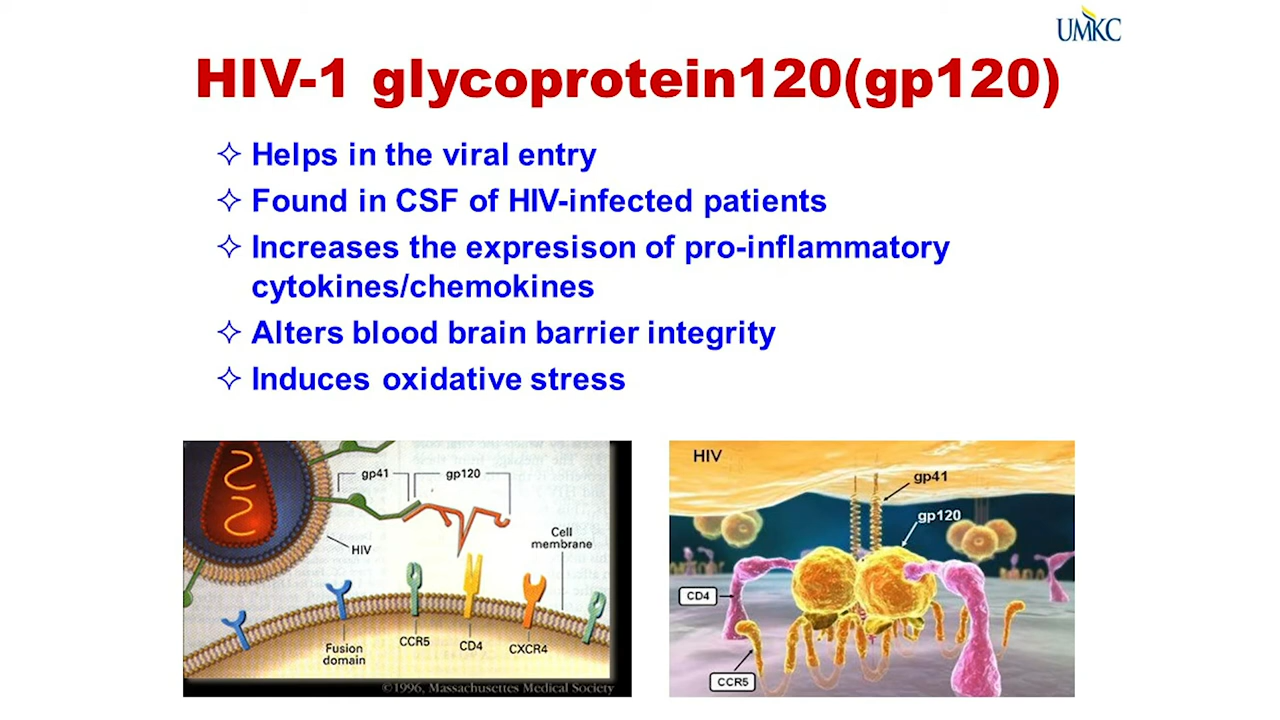 UMKC
HIV-1 glycoprotein120(gp120)
Helps in the viral entry
Found in CSF of HIV-infected patients
Increases the expresison of pro-inflammatory
cytokines/chemokines
Alters blood brain barrier integrity
Induces oxidative stress
gp41
gp120
HIV
Cell
membrane
Fusion
domain
CCR5
CD4
CXCR4
©1996, Massachusettes Medical Society
HIV
gp41
gp120
CD4
CCR5